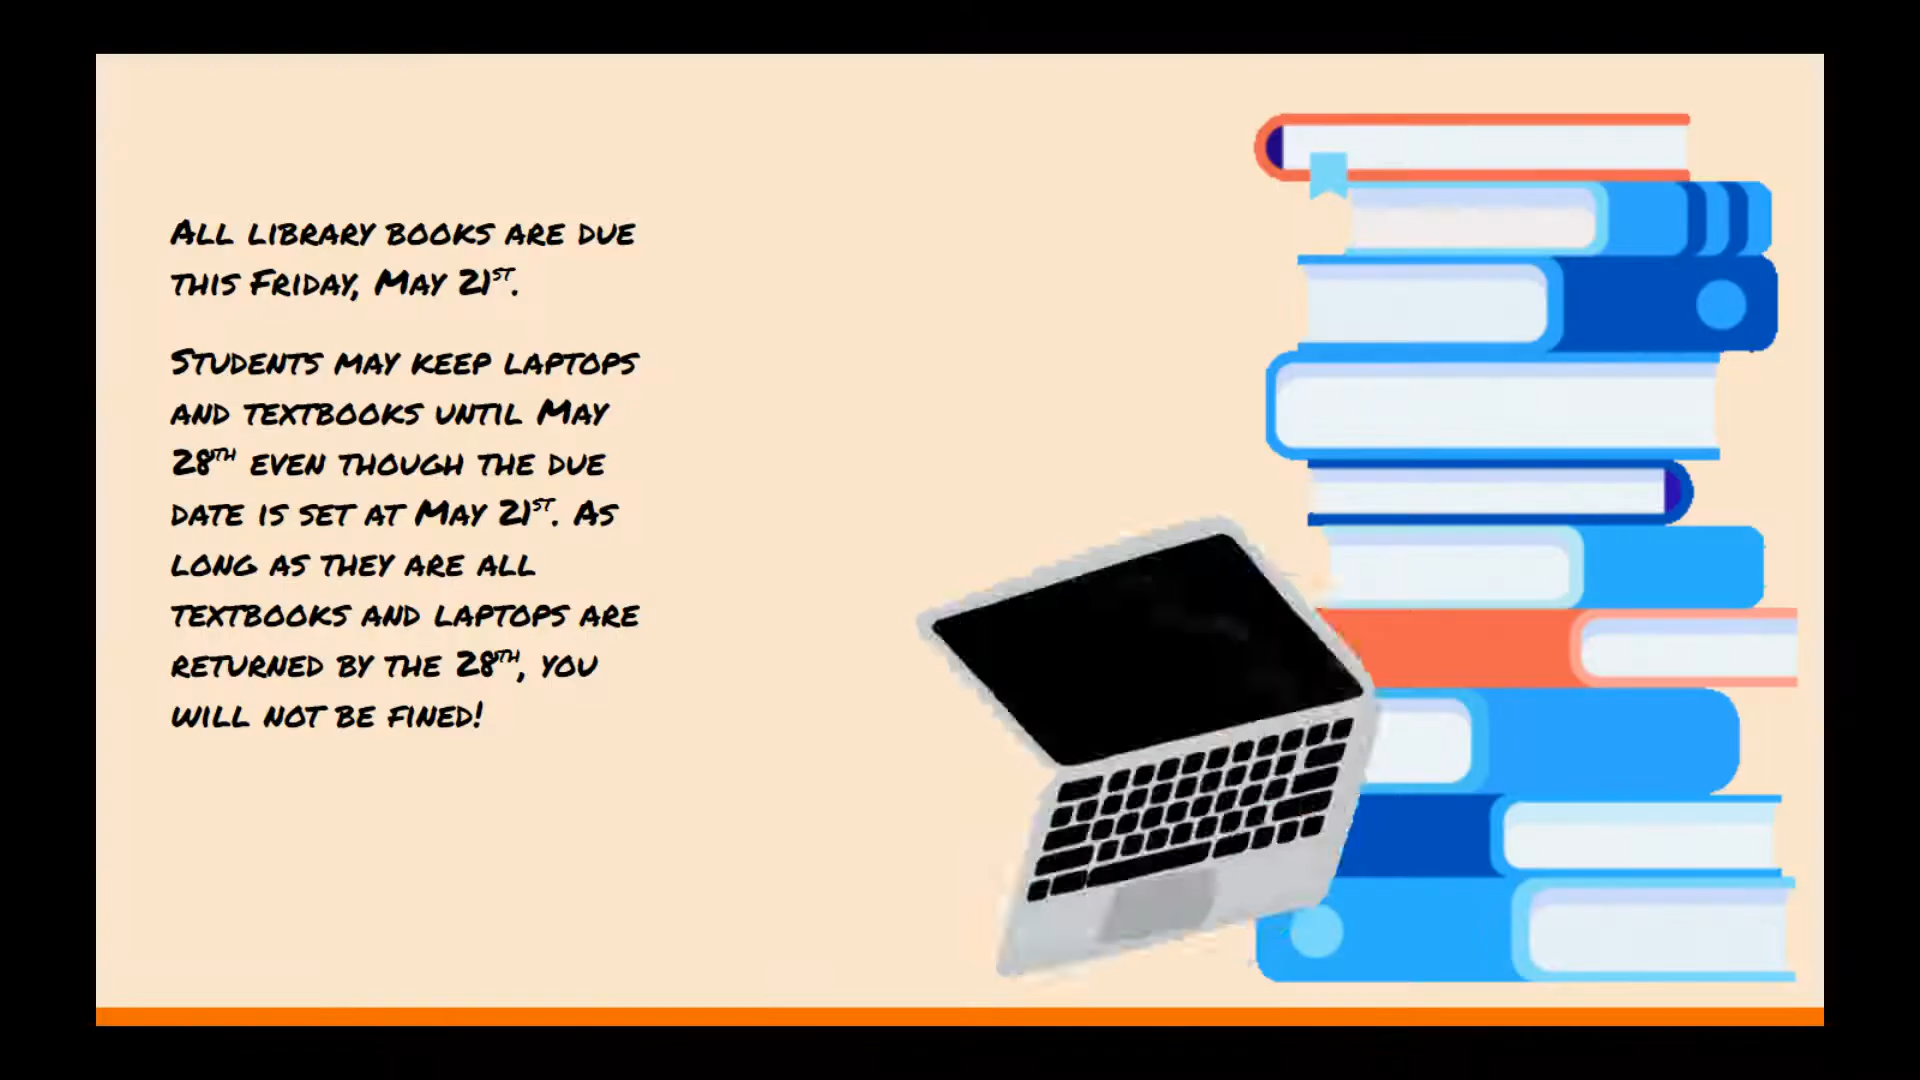 All library books are due
this Friday, May 21st.
Students may keep laptops
and textbooks until May
28th even though the due
date is set at May 21st. As
long as they are all
textbooks and laptops are
returned by the 28th, you
will not be fined!